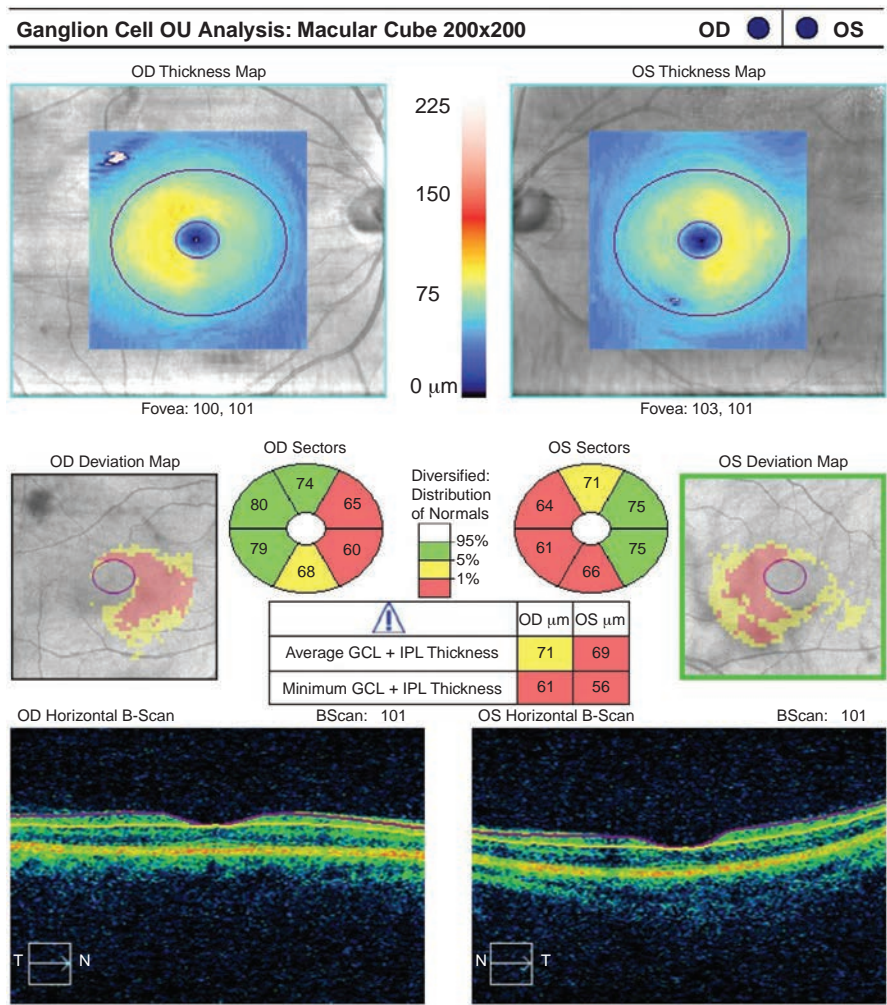 Ganglion Cell OU Analysis: Macular Cube 200x200 OD OS
OD Thickness Map
OS Thickness Map
225
150
75
0 μm
Fovea: 100, 101
Fovea: 103, 101
OD Deviation Map
OD Sectors
74
80
65
79
60
68
Diversified:
Distribution
of Normals
95%
5%
1%
OS Sectors
71
64
75
61
75
66
OS Deviation Map
OD μm OS μm
Average GCL + IPL Thickness 71 69
Minimum GCL + IPL Thickness 61 56
OD Horizontal B-Scan BScan: 101
OS Horizontal B-Scan BScan: 101
T N
N T